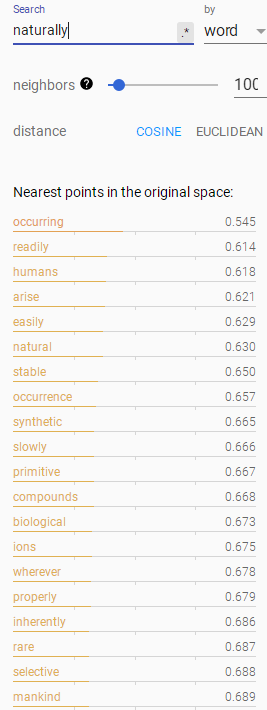 Search by
naturally .* word
neighbors ? 100
distance COSINE EUCLIDEAN
Nearest points in the original space:
occurring 0.545
readily 0.614
humans 0.618
arise 0.621
easily 0.629
natural 0.630
stable 0.650
occurrence 0.657
synthetic 0.665
slowly 0.666
primitive 0.667
compounds 0.668
biological 0.673
ions 0.675
wherever 0.678
properly 0.679
inherently 0.686
rare 0.687
selective 0.688
mankind 0.689